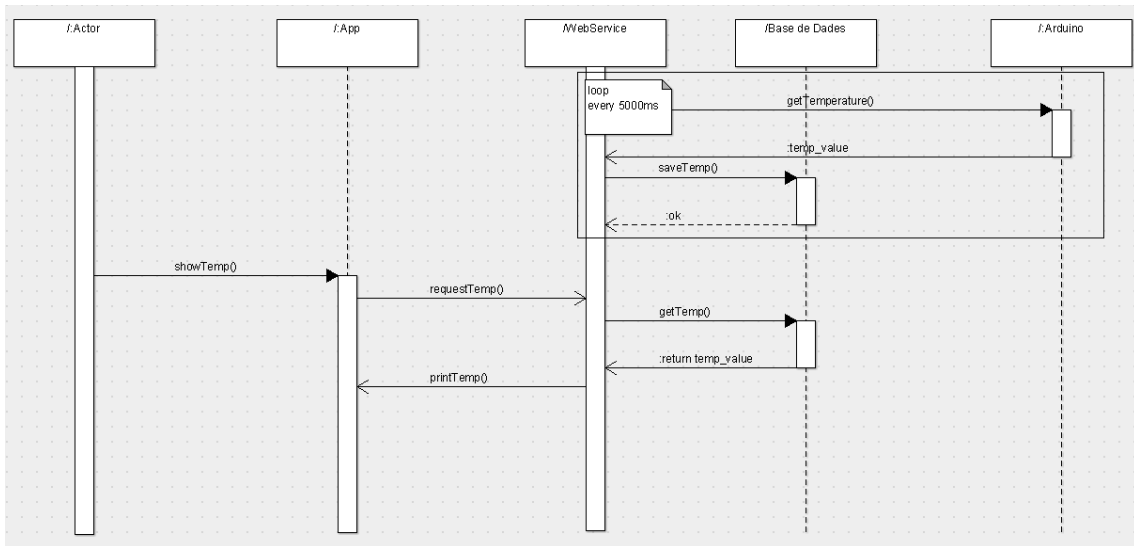 /:Actor
/:App
/WebService
/Base de Dades
/:Arduino
loop
every 5000ms
getTemperature()
:temp_value
saveTemp()
:ok
showTemp()
requestTemp()
getTemp()
:return temp_value
printTemp()